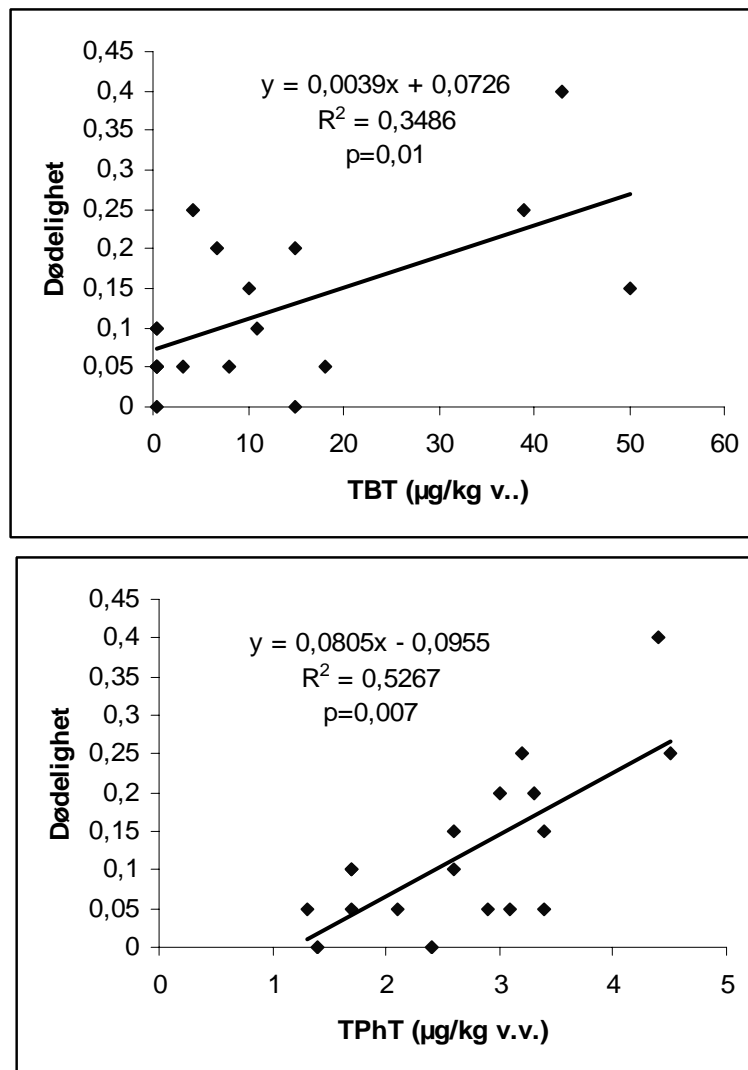 0,45
0,4
0,35
0,3
0,25
0,2
0,15
0,1
0,05
0
Dødelighet
y = 0,0039x + 0,0726
R² = 0,3486
p=0,01
0 10 20 30 40 50 60
TBT (µg/kg v..)
0,45
0,4
0,35
0,3
0,25
0,2
0,15
0,1
0,05
0
Dødelighet
y = 0,0805x - 0,0955
R² = 0,5267
p=0,007
0 1 2 3 4 5
TPhT (µg/kg v.v.)